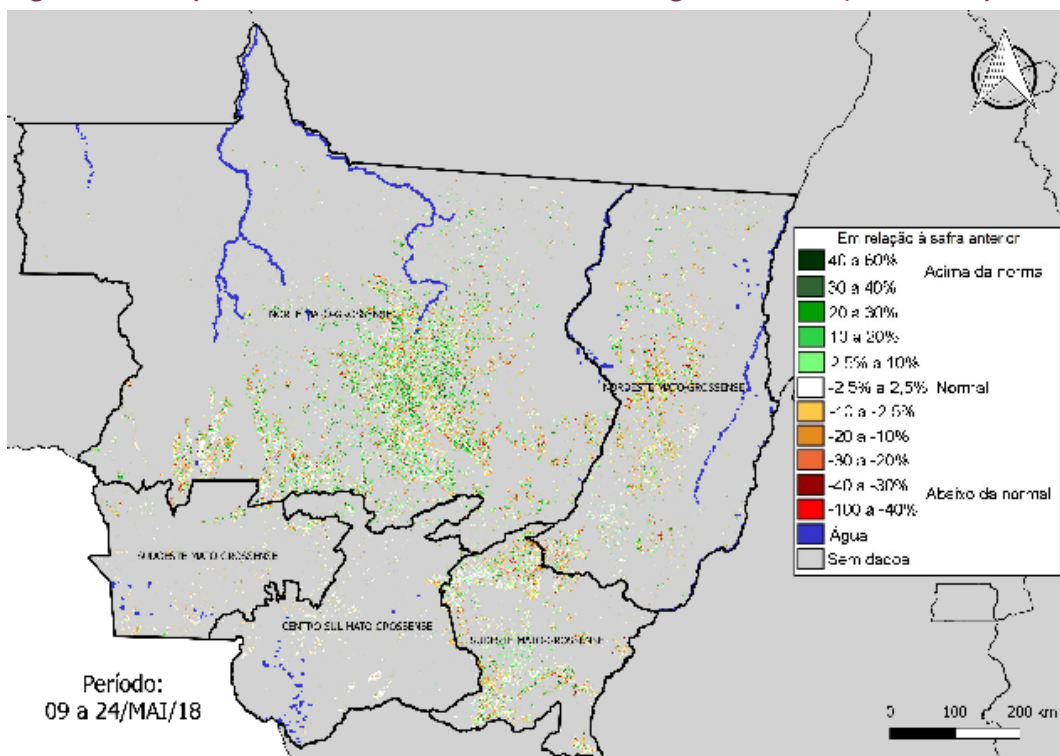 NORTE MATO-GROSSENSE
NORDESTE MATO-GROSSENSE
SUDOESTE MATO-GROSSENSE
CENTRO SUL MATO-GROSSENSE
SUDESTE MATO-GROSSENSE
Período:
09 a 24/MAI/18
Em relação à safra anterior
40 a 60%
Acima da norma
30 a 40%
20 a 30%
10 a 20%
2,5% a 10%
-2,5% a 2,5% Normal
-10 a -2,5%
-20 a -10%
-30 a -20%
-40 a -30%
Abaixo da normal
-100 a -40%
Água
Sem dados
0 100 200 km